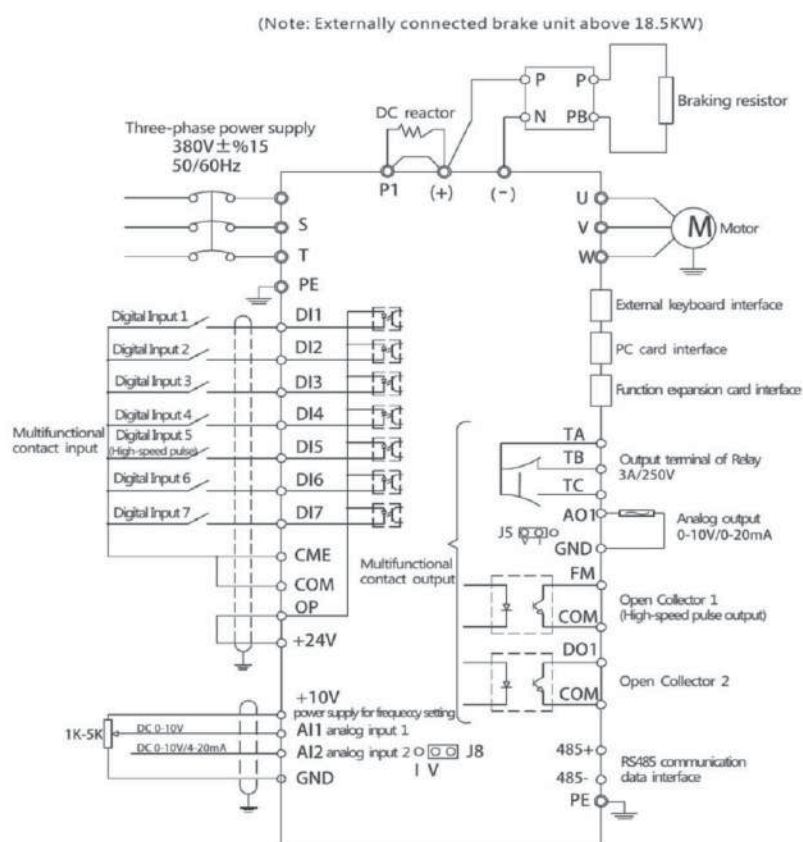 (Note: Externally connected brake unit above 18.5KW)
P P
N PB
Braking resistor
DC reactor
Three-phase power supply
380V±%15
50/60Hz
P1 (+) (-)
S
T
PE
U
V
W
M
Motor
External keyboard interface
PC card interface
Function expansion card interface
Multifunctional
contact input
Digital Input 1
DI1
Digital Input 2
DI2
Digital Input 3
DI3
Digital Input 4
DI4
Digital Input 5
(High-speed pulse)
DI5
Digital Input 6
DI6
Digital Input 7
DI7
CME
COM
OP
+24V
+10V
power supply for frequeccy setting
1K-5K
DC 0-10V
AI1 analog input 1
DC 0-10V/4-20mA
AI2 analog input 2
J8
I V
GND
Multifunctional
contact output
TA
TB
TC
Output terminal of Relay
3A/250V
AO1
J5
V I
GND
Analog output
0-10V/0-20mA
FM
COM
Open Collector 1
(High-speed pulse output)
DO1
COM
Open Collector 2
485+
485-
RS485 communication
data interface
PE